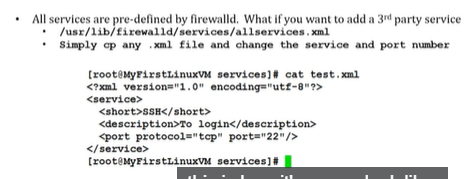 • All services are pre-defined by firewalld. What if you want to add a 3rd party service
• /usr/lib/firewalld/services/allservices.xml
• Simply cp any .xml file and change the service and port number
[root@MyFirstLinuxVM services]# cat test.xml
<?xml version="1.0" encoding="utf-8"?>
<service>
<short>SSH</short>
<description>To login</description>
<port protocol="tcp" port="22"/>
</service>
[root@MyFirstLinuxVM services]#